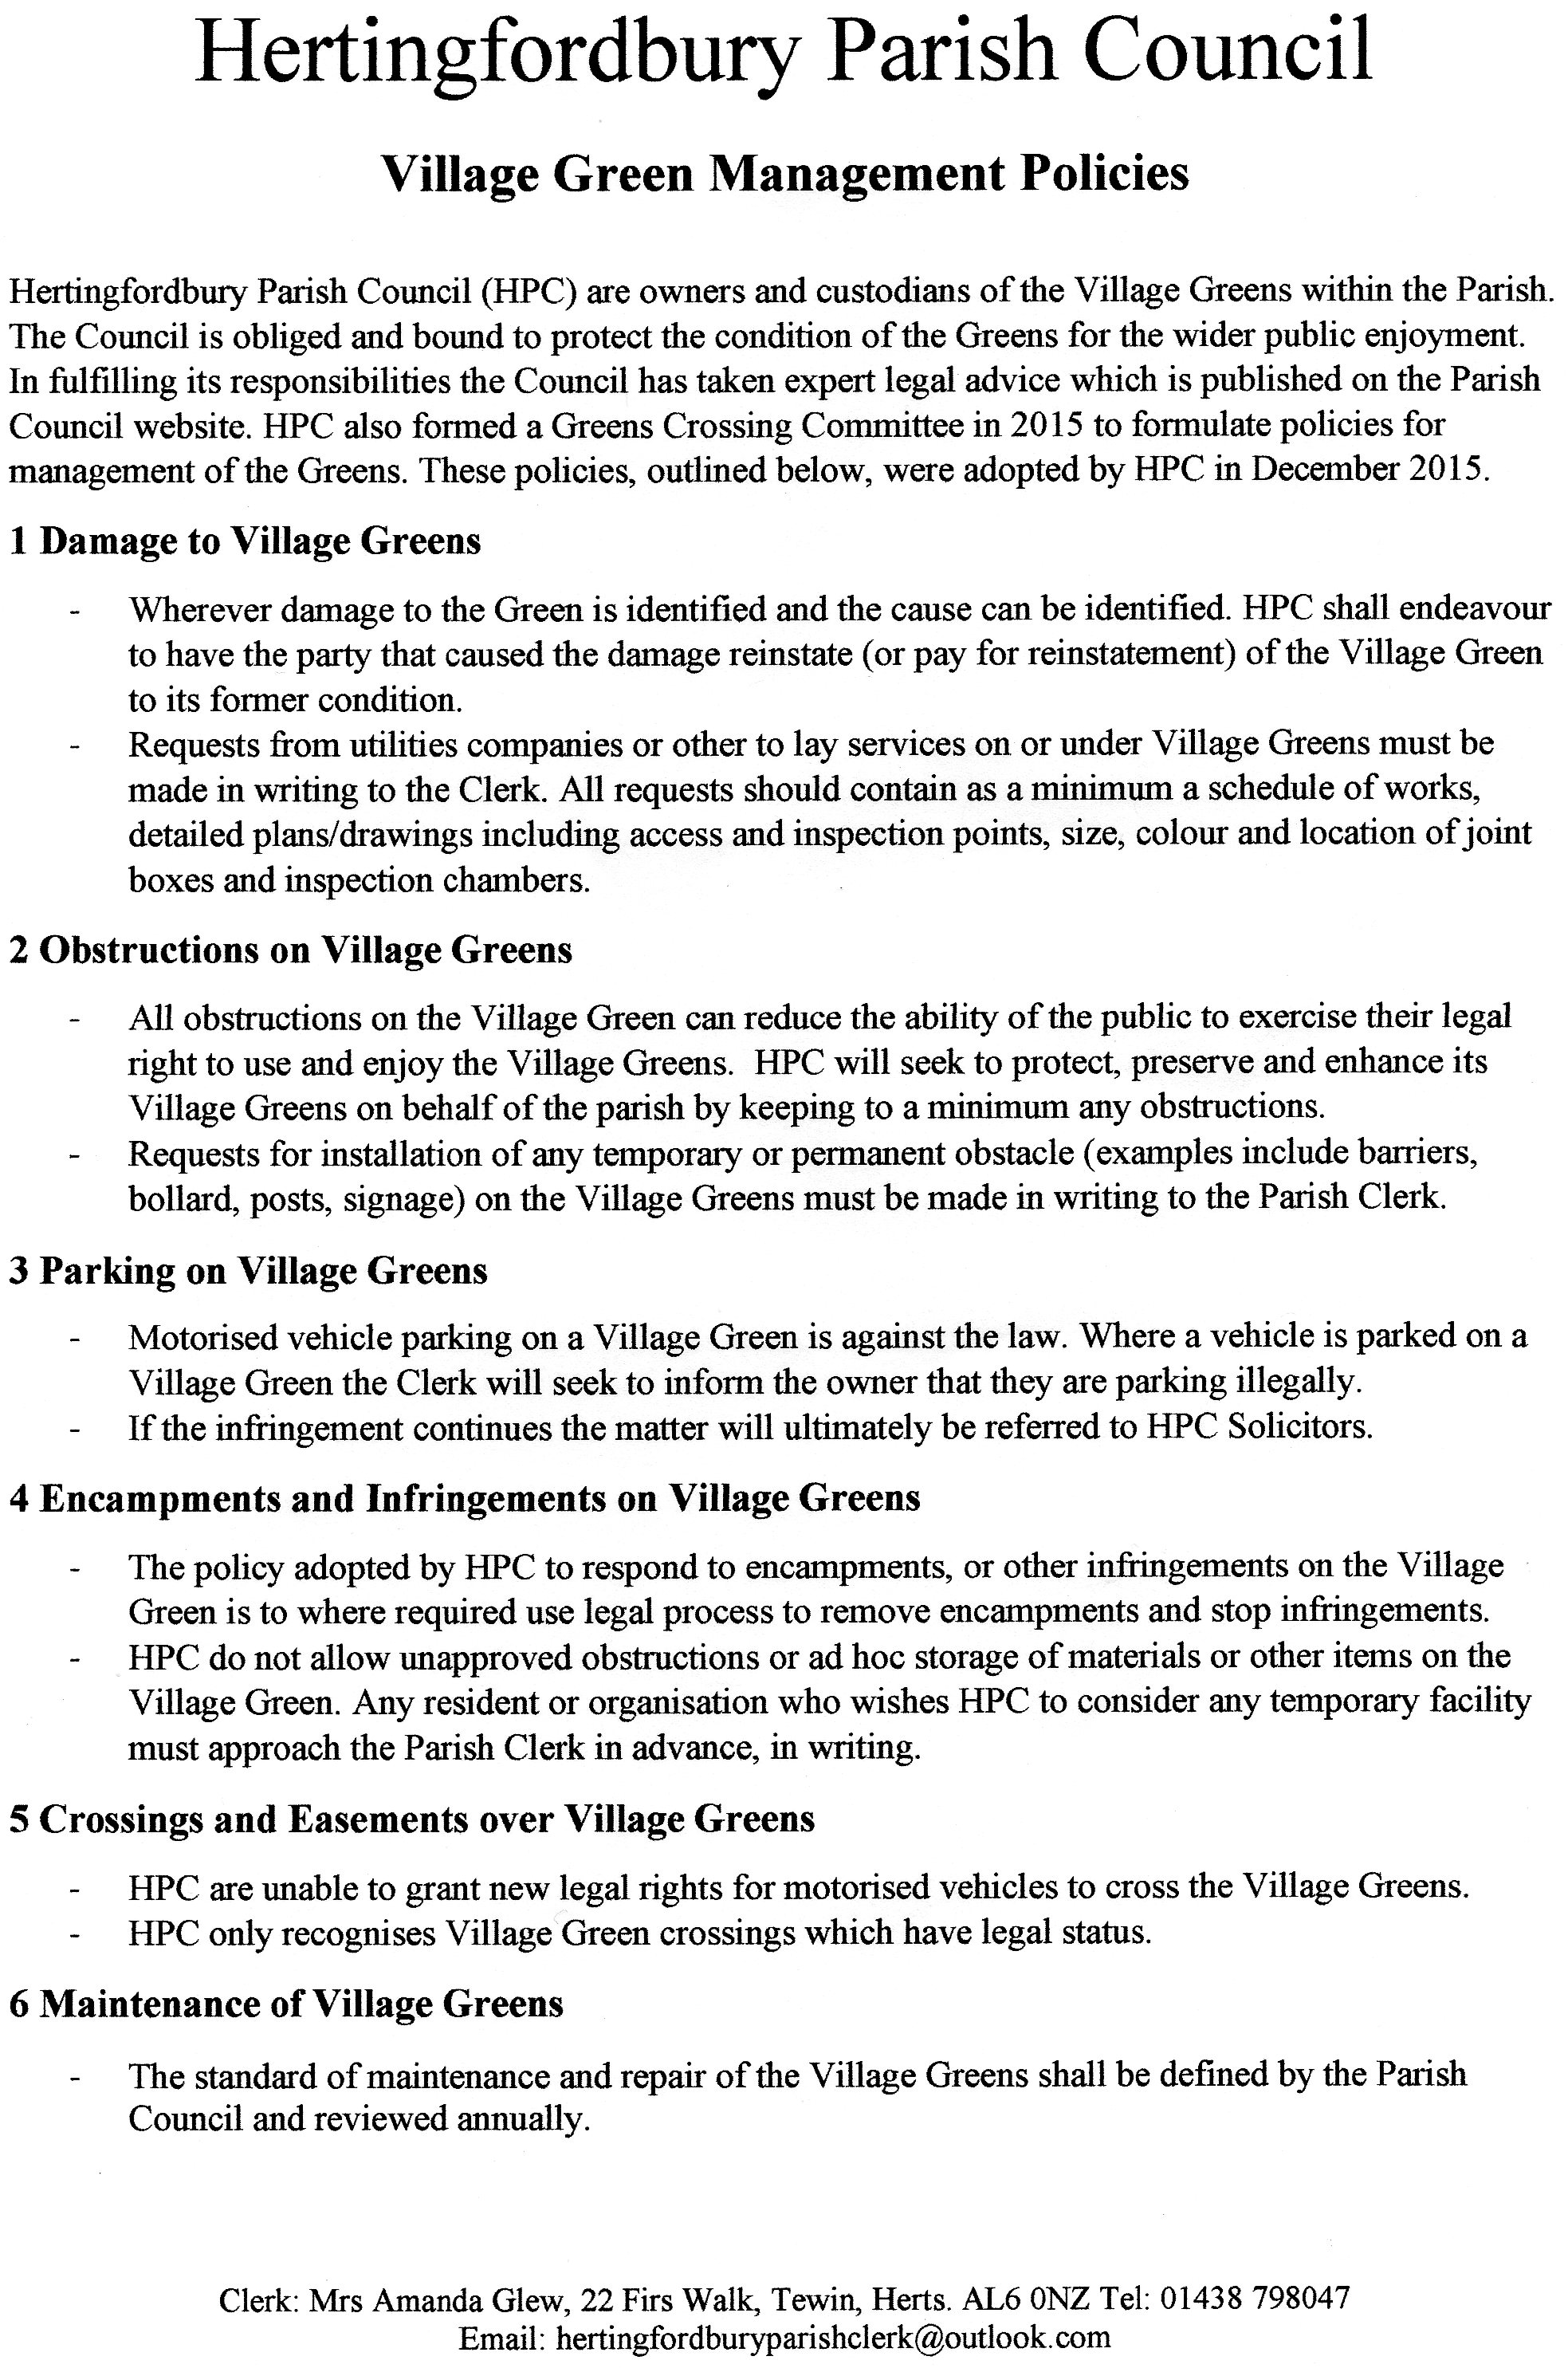 Hertingfordbury Parish Council
Village Green Management Policies
Hertingfordbury Parish Council (HPC) are owners and custodians of the Village Greens within the Parish.
The Council is obliged and bound to protect the condition of the Greens for the wider public enjoyment.
In fulfilling its responsibilities the Council has taken expert legal advice which is published on the Parish
Council website. HPC also formed a Greens Crossing Committee in 2015 to formulate policies for
management of the Greens. These policies, outlined below, were adopted by HPC in December 2015.
1 Damage to Village Greens
- Wherever damage to the Green is identified and the cause can be identified. HPC shall endeavour
to have the party that caused the damage reinstate (or pay for reinstatement) of the Village Green
to its former condition.
- Requests from utilities companies or other to lay services on or under Village Greens must be
made in writing to the Clerk. All requests should contain as a minimum a schedule of works,
detailed plans/drawings including access and inspection points, size, colour and location of joint
boxes and inspection chambers.
2 Obstructions on Village Greens
- All obstructions on the Village Green can reduce the ability of the public to exercise their legal
right to use and enjoy the Village Greens. HPC will seek to protect, preserve and enhance its
Village Greens on behalf of the parish by keeping to a minimum any obstructions.
- Requests for installation of any temporary or permanent obstacle (examples include barriers,
bollard, posts, signage) on the Village Greens must be made in writing to the Parish Clerk.
3 Parking on Village Greens
- Motorised vehicle parking on a Village Green is against the law. Where a vehicle is parked on a
Village Green the Clerk will seek to inform the owner that they are parking illegally.
- If the infringement continues the matter will ultimately be referred to HPC Solicitors.
4 Encampments and Infringements on Village Greens
- The policy adopted by HPC to respond to encampments, or other infringements on the Village
Green is to where required use legal process to remove encampments and stop infringements.
- HPC do not allow unapproved obstructions or ad hoc storage of materials or other items on the
Village Green. Any resident or organisation who wishes HPC to consider any temporary facility
must approach the Parish Clerk in advance, in writing.
5 Crossings and Easements over Village Greens
- HPC are unable to grant new legal rights for motorised vehicles to cross the Village Greens.
- HPC only recognises Village Green crossings which have legal status.
6 Maintenance of Village Greens
- The standard of maintenance and repair of the Village Greens shall be defined by the Parish
Council and reviewed annually.
Clerk: Mrs Amanda Glew, 22 Firs Walk, Tewin, Herts. AL6 0NZ Tel: 01438 798047
Email: hertingfordburyparishclerk@outlook.com